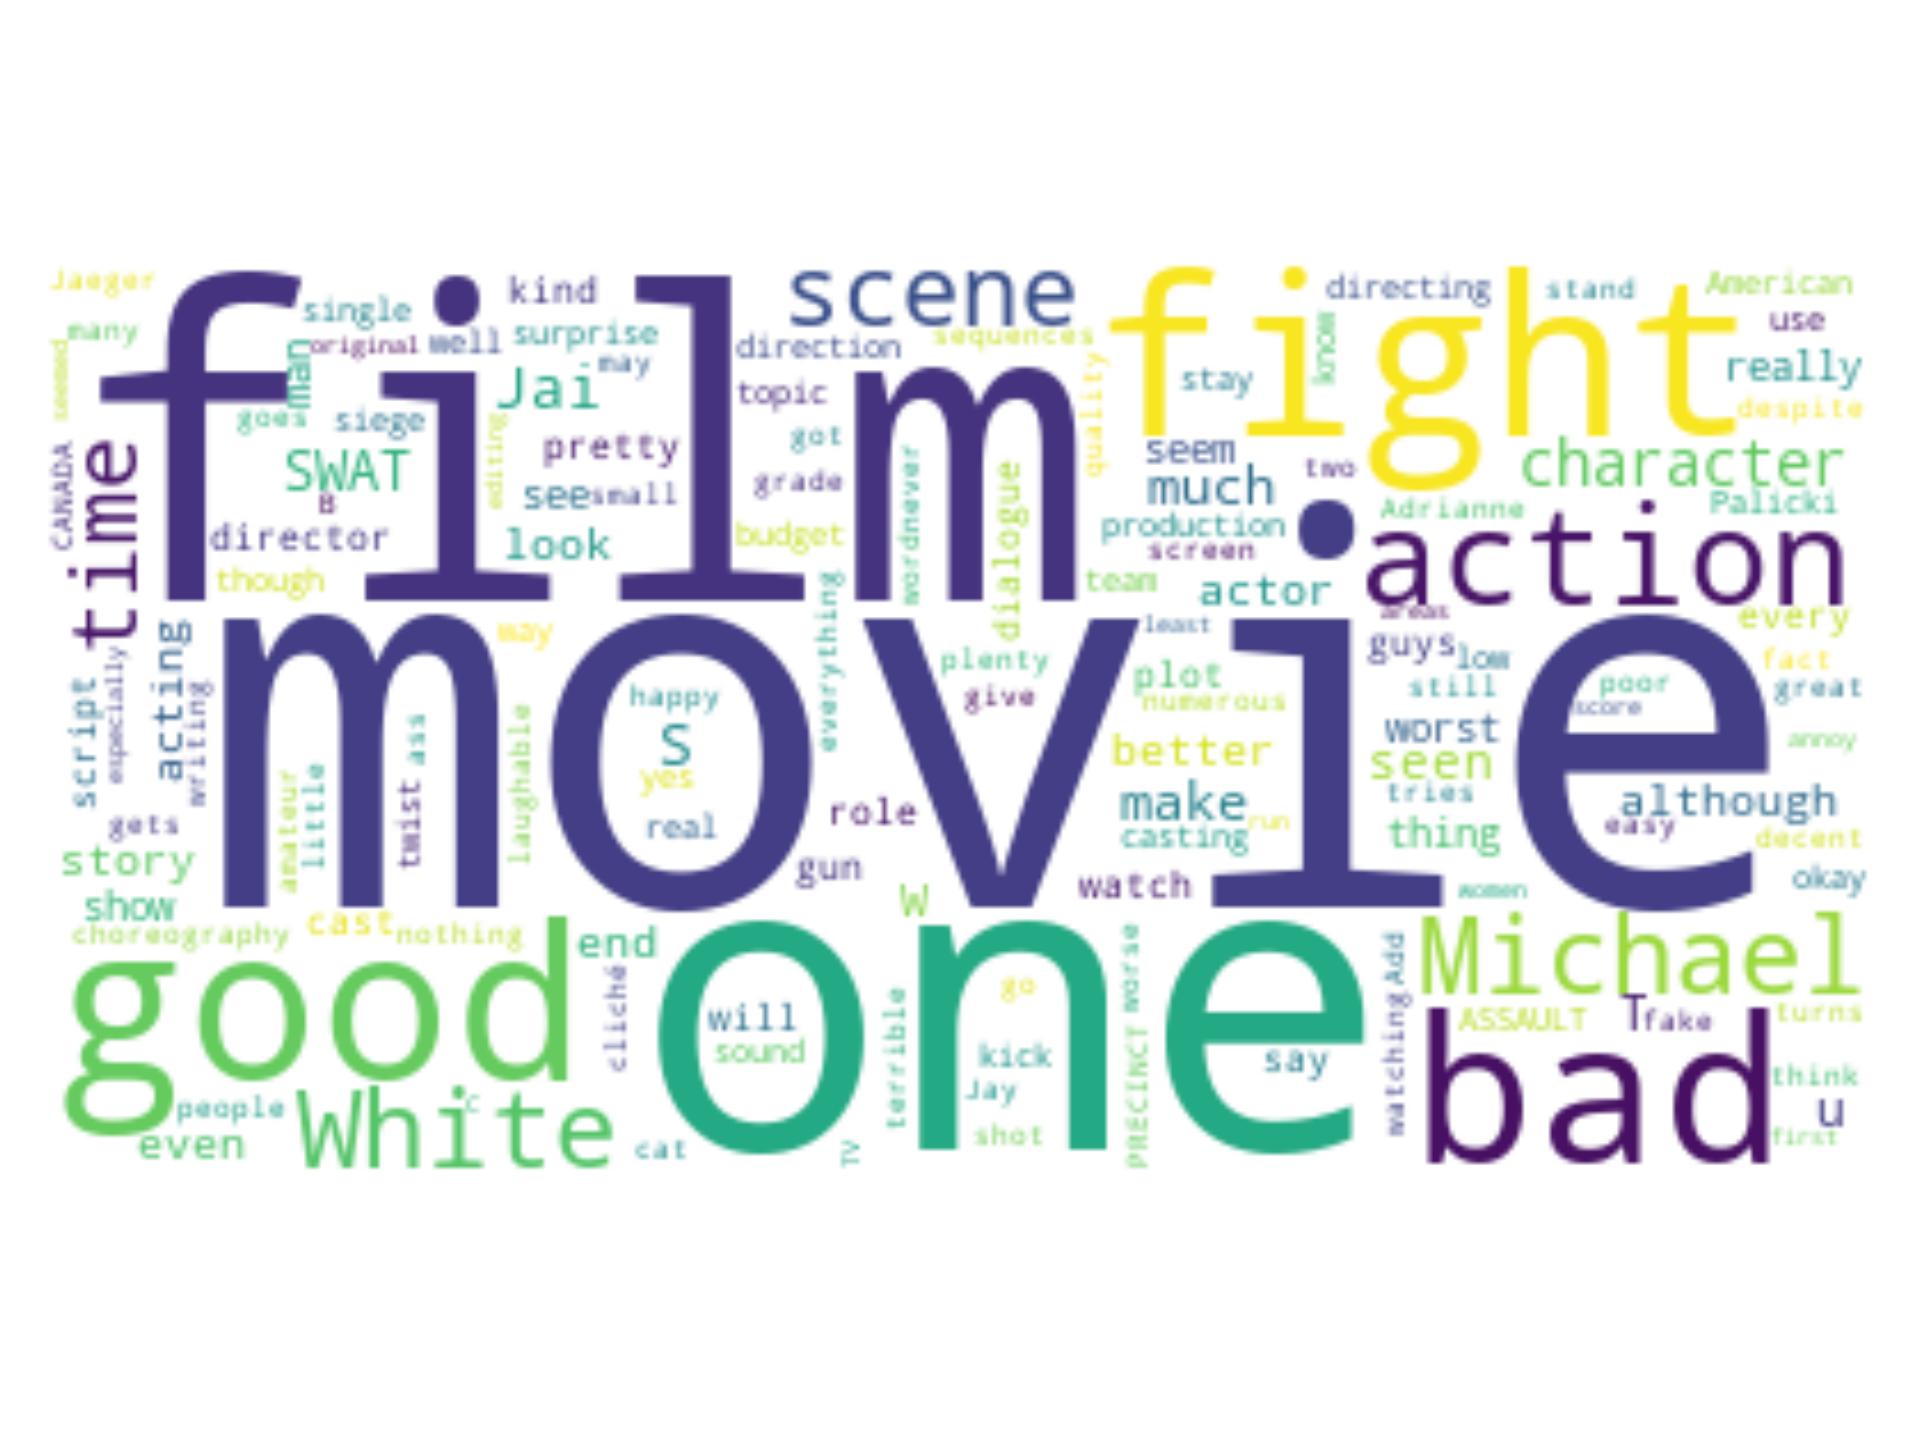 Jaeger
film
kind
scene
fight
directing
stand
American
many
single
surprise
sequences
know
use
seemed
man
original
well
may
direction
quality
stay
really
Jai
topic
despite
goes
siege
editing
pretty
got
seem
two
character
CANADA
time
SWAT
B
see
small
grade
wordnever
dialogue
much
Adrianne
Palicki
director
look
budget
production
screen
action
though
everything
team
actor
areas
every
movie
acting
way
least
guys
low
fact
script
especially
writing
happy
plenty
give
plot
numerous
still
poor
score
great
S
ass
laughable
yes
better
worst
seen
annoy
amateur
little
twist
real
role
make
casting
run
tries
thing
although
easy
decent
gets
story
gun
W
watch
women
okay
show
choreography
cast
nothing
good
end
one
worse
Add
Michael
cliché
will
sound
terrible
go
kick
Jay
shot
PRECINCT
say
watching
ASSAULT
T
fake
turns
bad
think
people
White
c
u
even
cat
TV
first